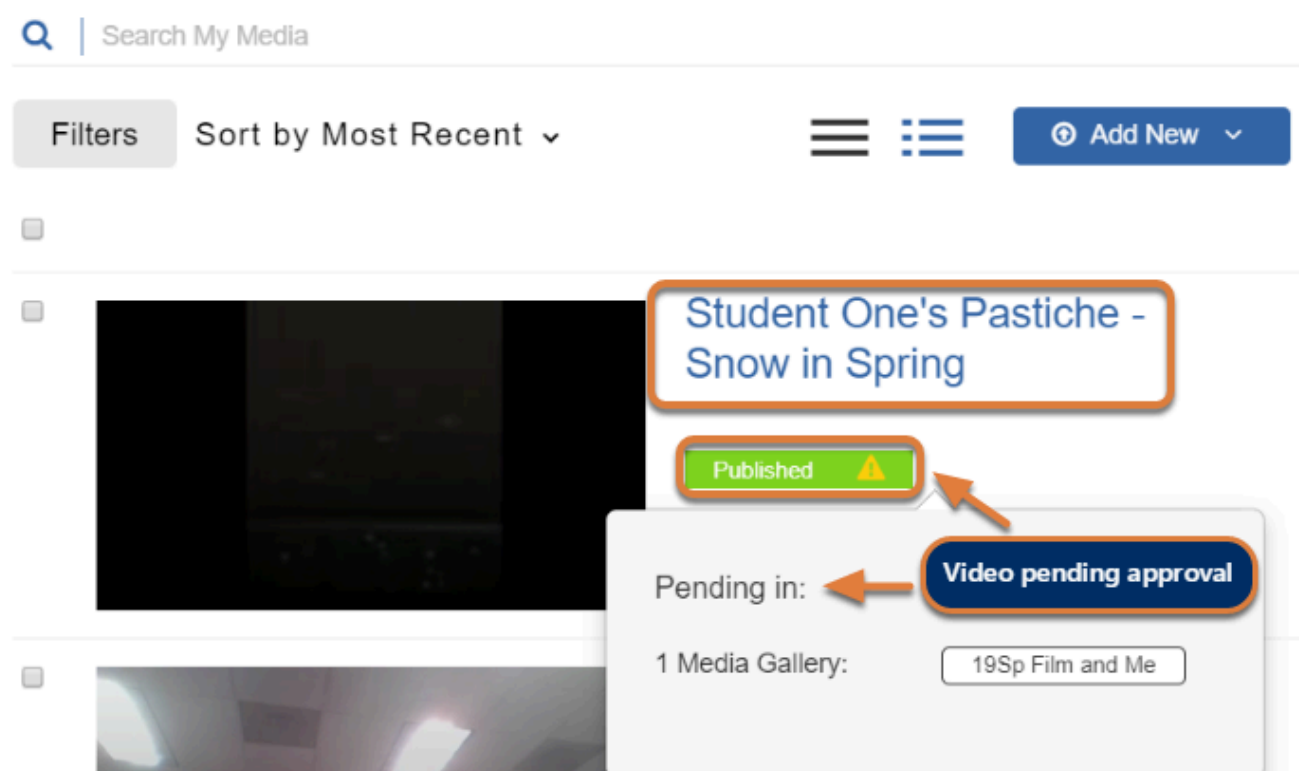 Search My Media
Filters
Sort by Most Recent
Add New
Student One's Pastiche -
Snow in Spring
Published
Video pending approval
Pending in:
1 Media Gallery:
19Sp Film and Me